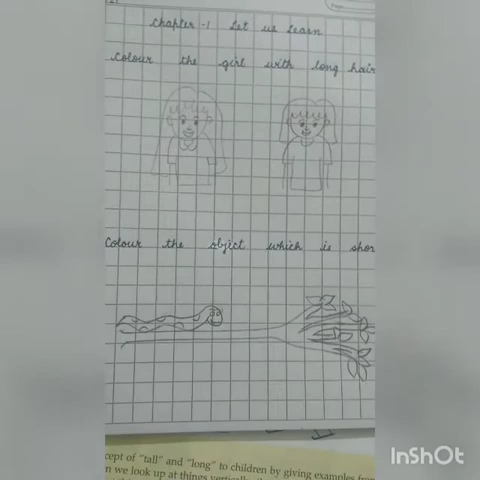 Chapter -1 Let us Learn
Colour the girl with long hair
Colour the object which is shor
cept of "tall" and "long" to children by giving examples from
n we look up at things vertically
InShOt